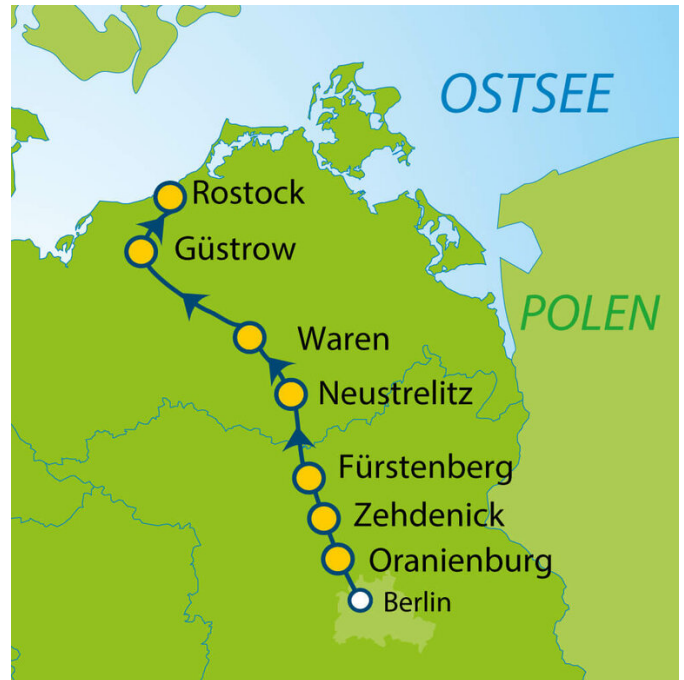 OSTSEE
Rostock
Güstrow
POLEN
Waren
Neustrelitz
Fürstenberg
Zehdenick
Oranienburg
Berlin